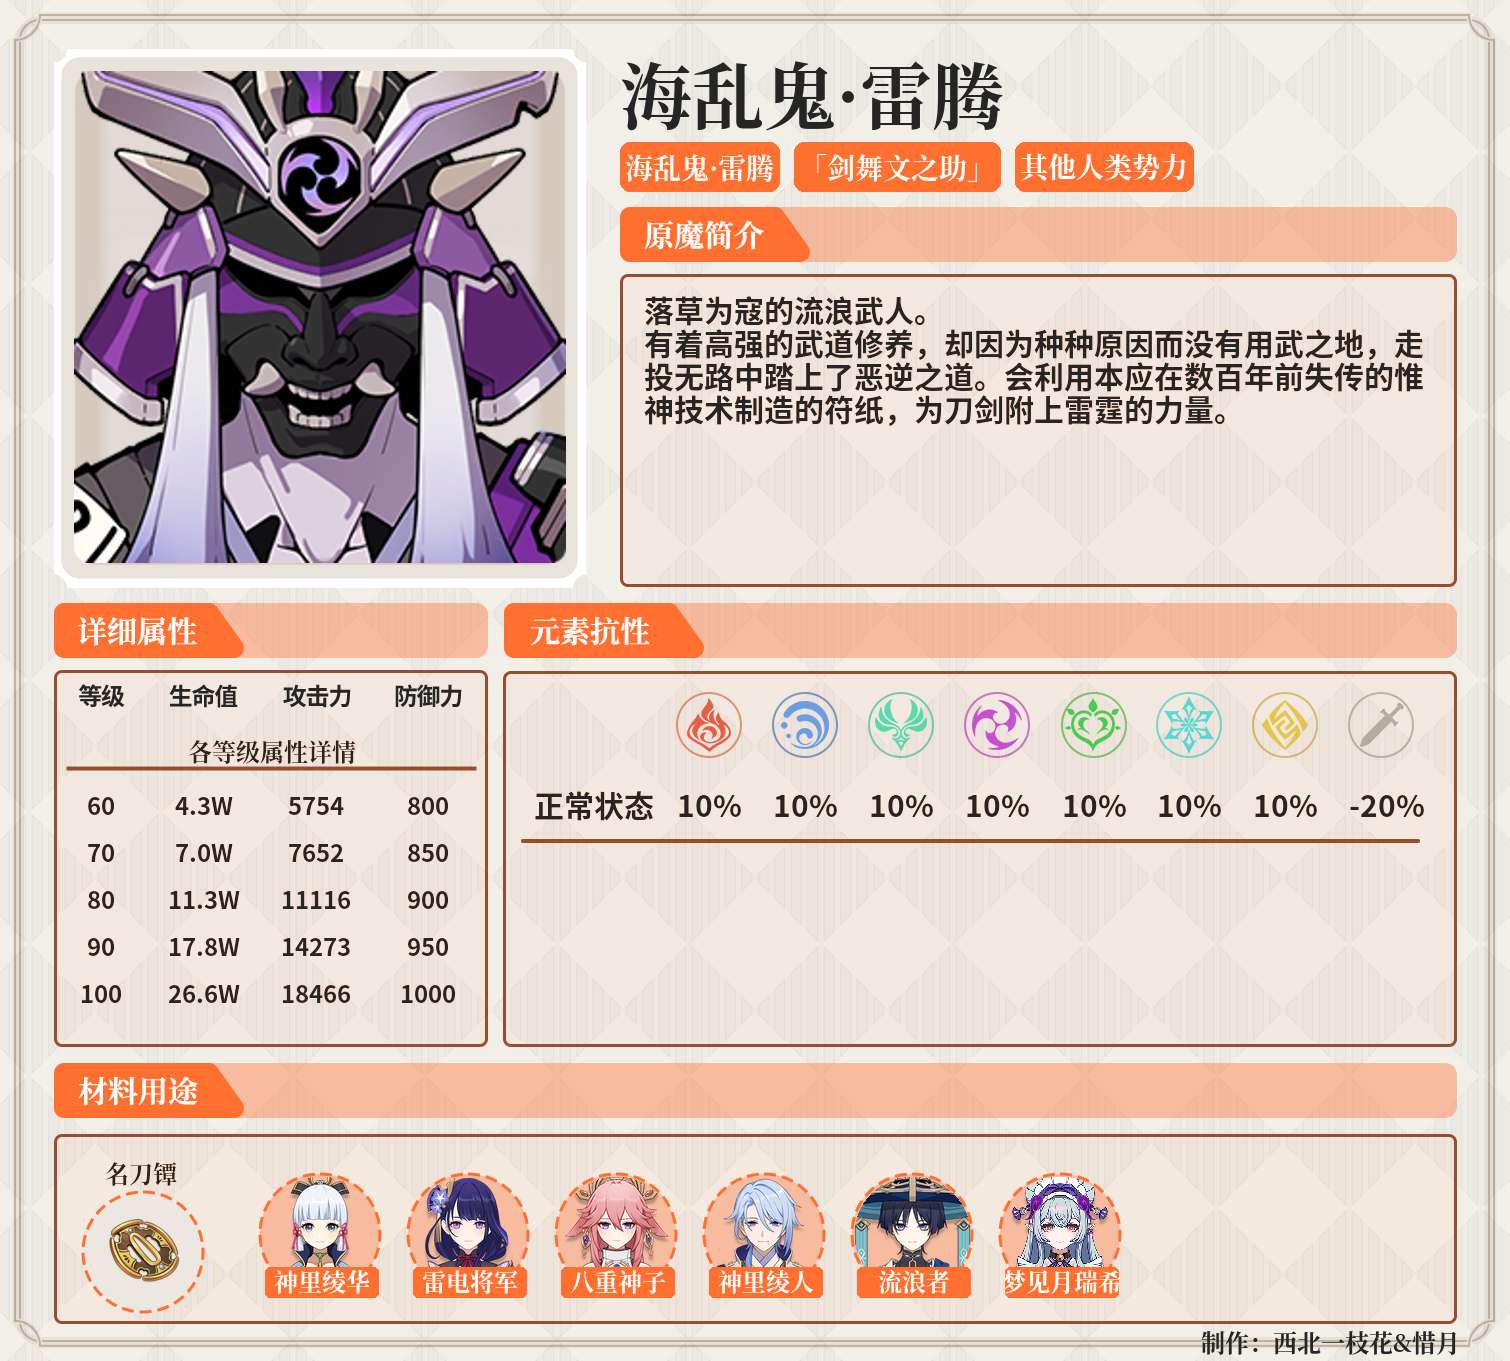 海乱鬼·雷腾
海乱鬼·雷腾 「剑舞文之助」 其他人类势力
原魔简介
落草为寇的流浪武人。
有着高强的武道修养，却因为种种原因而没有用武之地，走
投无路中踏上了恶逆之道。会利用本应在数百年前失传的惟
神技术制造的符纸，为刀剑附上雷霆的力量。
详细属性
等级 生命值 攻击力 防御力
各等级属性详情
60 4.3W 5754 800
70 7.0W 7652 850
80 11.3W 11116 900
90 17.8W 14273 950
100 26.6W 18466 1000
元素抗性
正常状态 10% 10% 10% 10% 10% 10% 10% -20%
材料用途
名刀镡
神里绫华 雷电将军 八重神子 神里绫人 流浪者 梦见月瑞希
制作：西北一枝花&惜月